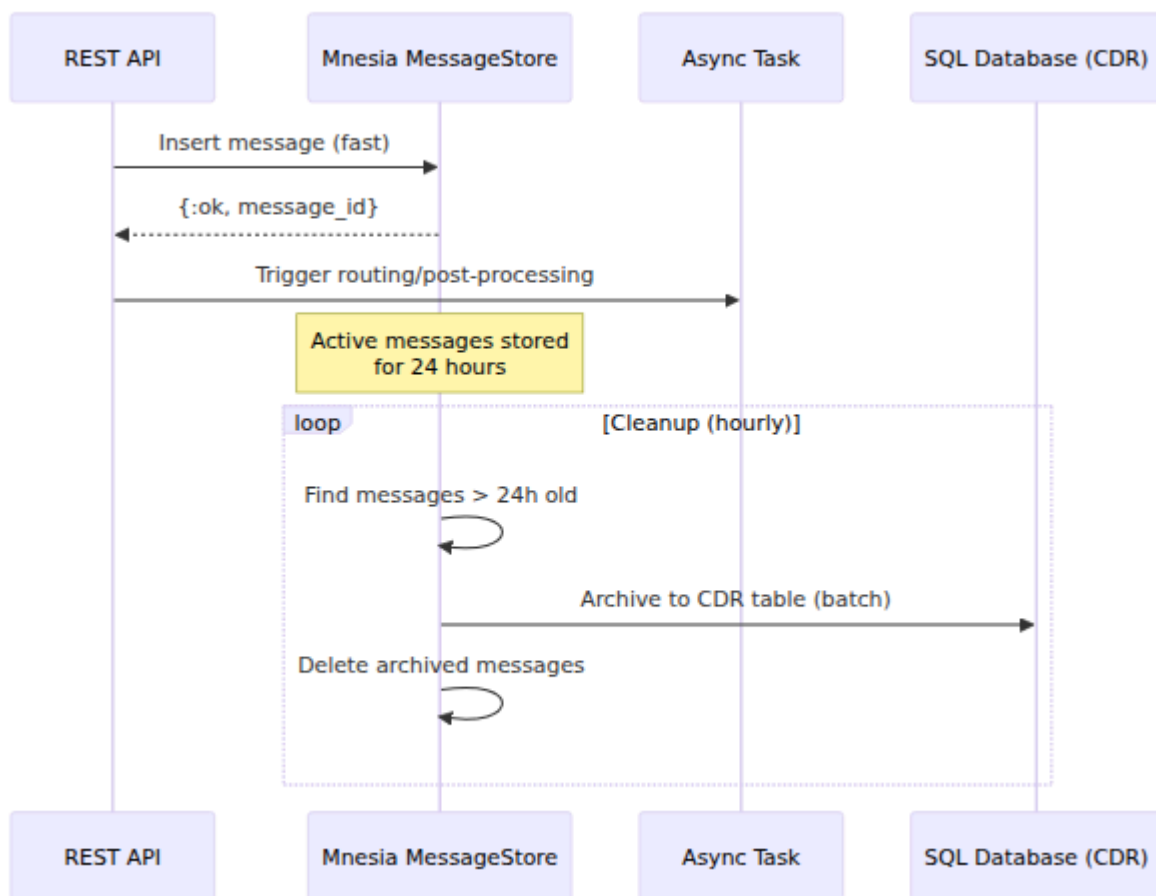 REST API
Mnesia MessageStore
Async Task
SQL Database (CDR)
Insert message (fast)
{:ok, message_id}
Trigger routing/post-processing
Active messages stored
for 24 hours
loop
[Cleanup (hourly)]
Find messages > 24h old
Archive to CDR table (batch)
Delete archived messages
REST API
Mnesia MessageStore
Async Task
SQL Database (CDR)